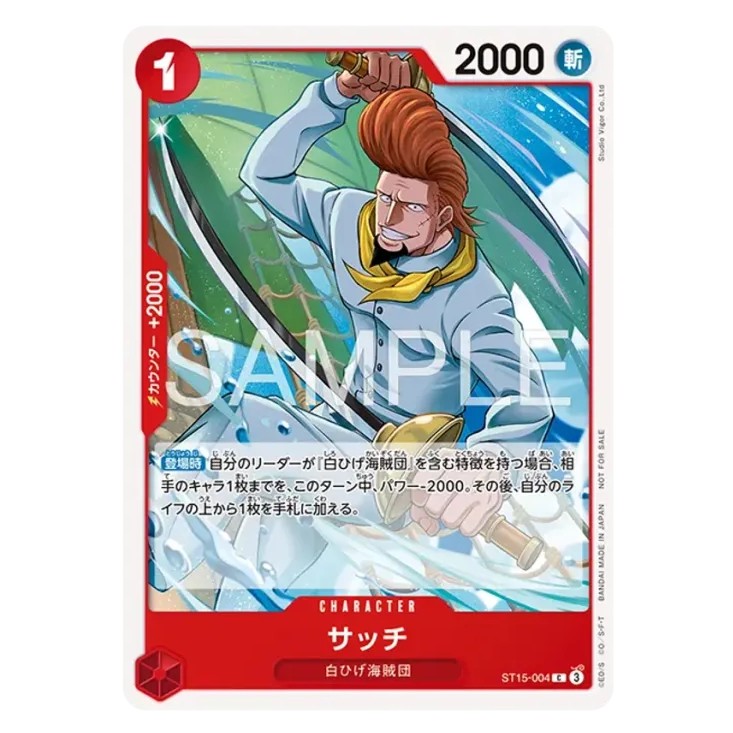 1
2000
斬
Studio Vigor Co.,Ltd
カウンター +2000
SAMPLE
登場時 自分のリーダーが『白ひげ海賊団』を含む特徴を持つ場合、相
手のキャラ1枚までを、このターン中、パワー-2000。その後、自分のラ
イフの上から1枚を手札に加える。
CHARACTER
サッチ
白ひげ海賊団
ST15-004 C 3
©E.O/S ©O./S・F・T BANDAI MADE IN JAPAN NOT FOR SALE